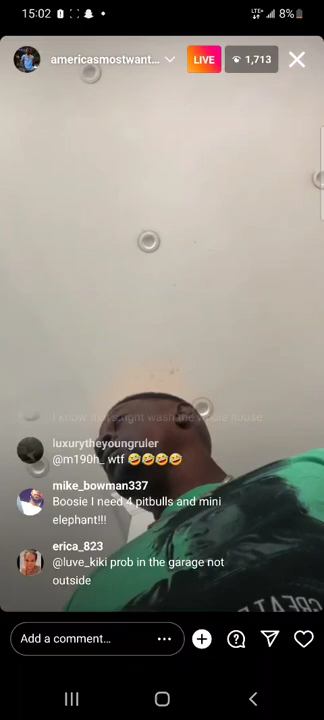 15:02
LTE+
8%
americasmostwant...
LIVE
1,713
luxurytheyoungruler
@m190h_ wtf 🤣🤣🤣🤣
mike_bowman337
Boosie I need 4 pitbulls and mini
elephant!!!
erica_823
@luve_kiki prob in the garage not
outside
Add a comment...